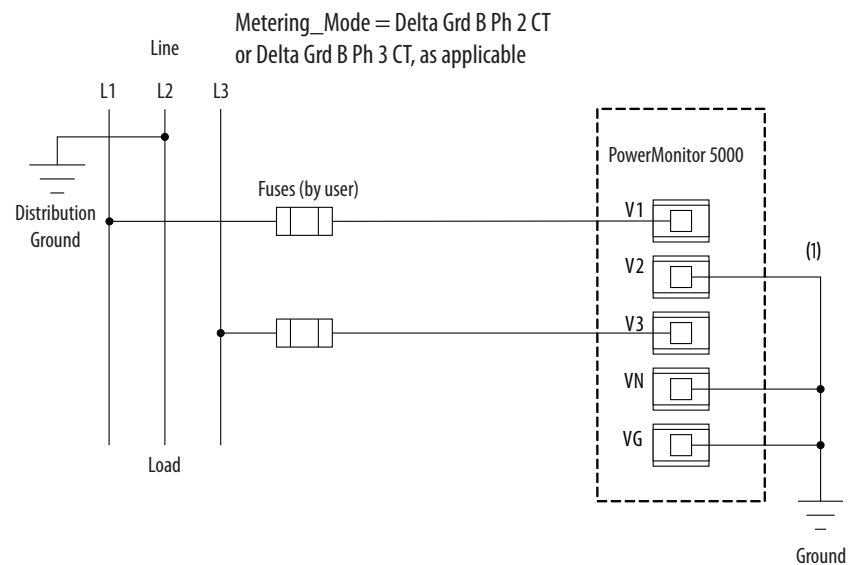 Metering_Mode = Delta Grd B Ph 2 CT
or Delta Grd B Ph 3 CT, as applicable
Line
L1 L2 L3
PowerMonitor 5000
Fuses (by user)
Distribution
Ground
V1
V2
(1)
V3
VN
VG
Load
Ground